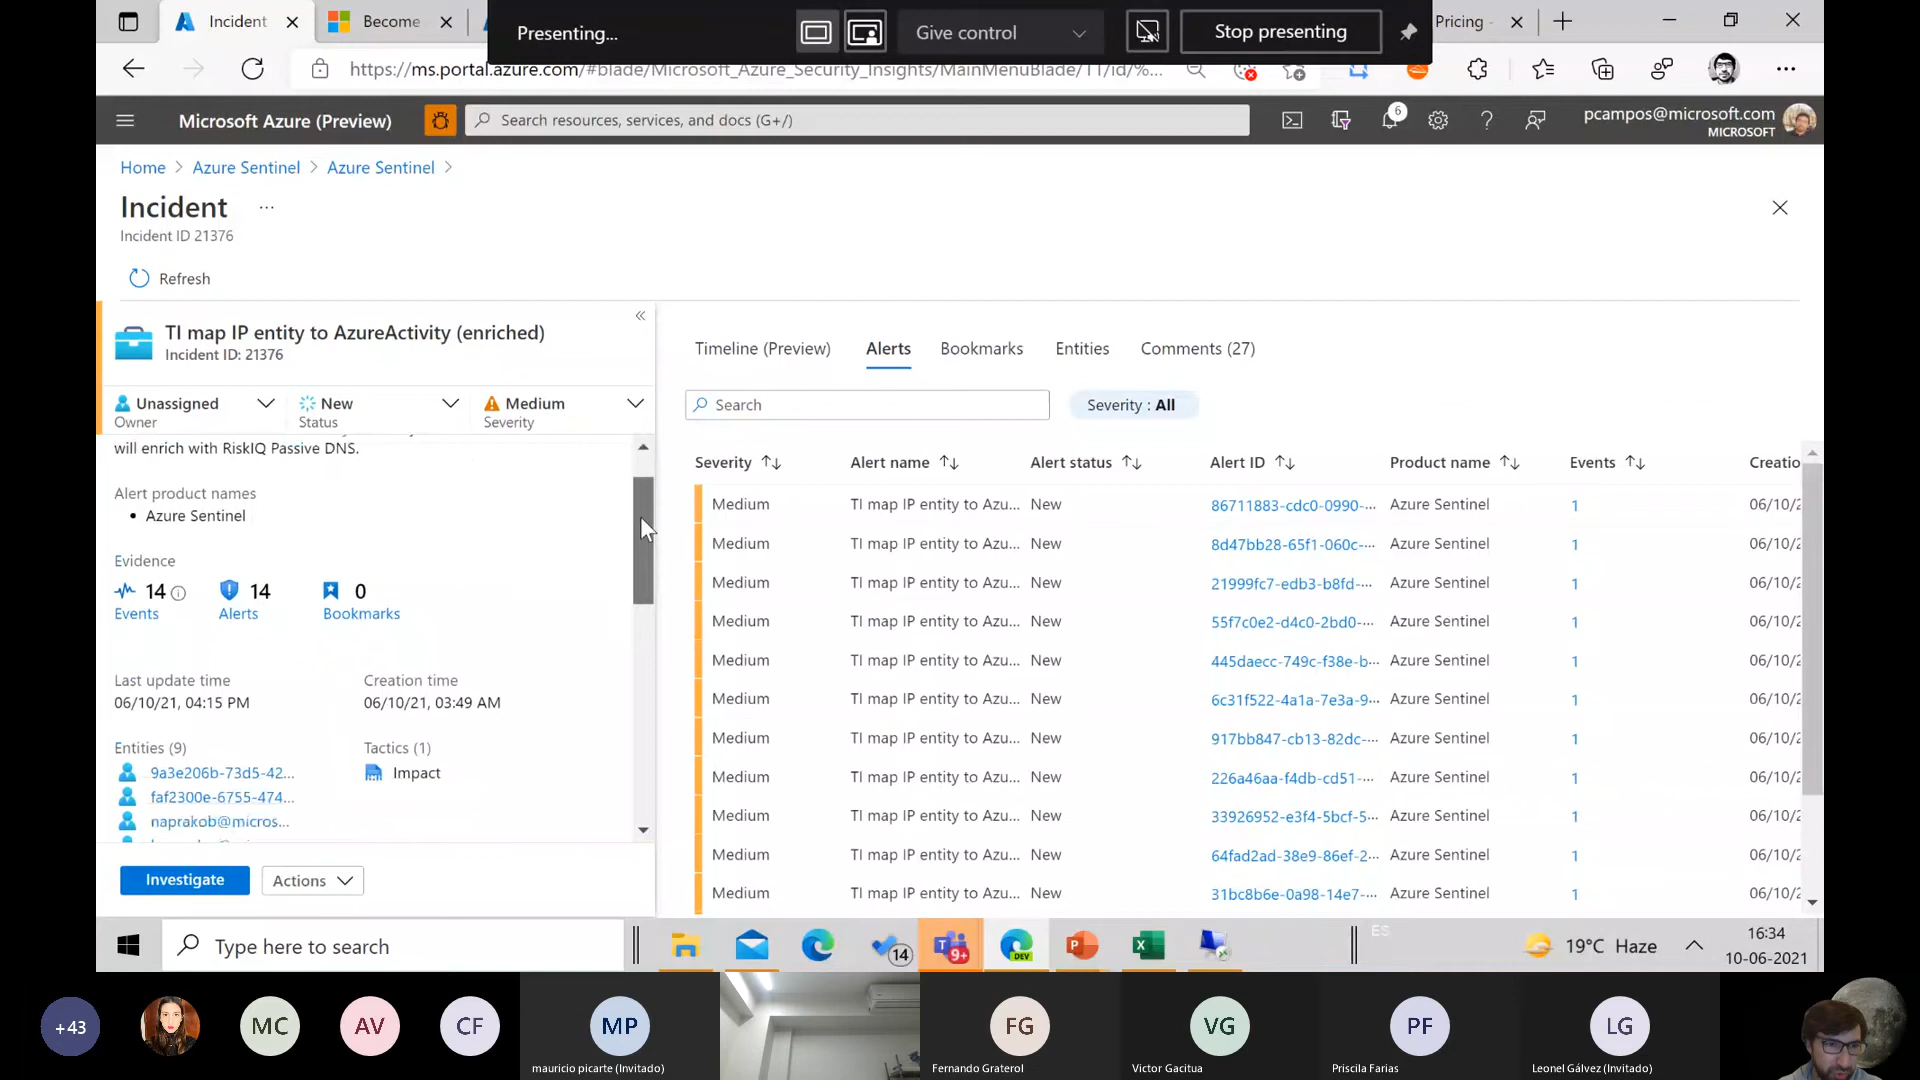 Incident
Become
Presenting...
Give control
Stop presenting
Pricing -
https://ms.portal.azure.com/#blade/Microsoft_Azure_Security_Insights/MainMenuBlade/11/id/%...
Microsoft Azure (Preview)
Search resources, services, and docs (G+/)
6
pcampos@microsoft.com
MICROSOFT
Home > Azure Sentinel > Azure Sentinel >
Incident ...
Incident ID 21376
Refresh
TI map IP entity to AzureActivity (enriched)
Incident ID: 21376
Unassigned
Owner
New
Status
Medium
Severity
will enrich with RiskIQ Passive DNS.
Alert product names
• Azure Sentinel
Evidence
14
Events
14
Alerts
0
Bookmarks
Last update time
06/10/21, 04:15 PM
Creation time
06/10/21, 03:49 AM
Entities (9)
9a3e206b-73d5-42...
faf2300e-6755-474...
naprakob@micros...
Tactics (1)
Impact
Investigate
Actions
Timeline (Preview)
Alerts
Bookmarks
Entities
Comments (27)
Search
Severity : All
Severity Alert name Alert status Alert ID Product name Events Creatio
Medium TI map IP entity to Azu... New 86711883-cdc0-0990-... Azure Sentinel 1 06/10/2
Medium TI map IP entity to Azu... New 8d47bb28-65f1-060c-... Azure Sentinel 1 06/10/2
Medium TI map IP entity to Azu... New 21999fc7-edb3-b8fd-... Azure Sentinel 1 06/10/2
Medium TI map IP entity to Azu... New 55f7c0e2-d4c0-2bd0-... Azure Sentinel 1 06/10/2
Medium TI map IP entity to Azu... New 445daecc-749c-f38e-b... Azure Sentinel 1 06/10/2
Medium TI map IP entity to Azu... New 6c31f522-4a1a-7e3a-9... Azure Sentinel 1 06/10/2
Medium TI map IP entity to Azu... New 917bb847-cb13-82dc-... Azure Sentinel 1 06/10/2
Medium TI map IP entity to Azu... New 226a46aa-f4db-cd51-... Azure Sentinel 1 06/10/2
Medium TI map IP entity to Azu... New 33926952-e3f4-5bcf-5... Azure Sentinel 1 06/10/2
Medium TI map IP entity to Azu... New 64fad2ad-38e9-86ef-2... Azure Sentinel 1 06/10/2
Medium TI map IP entity to Azu... New 31bc8b6e-0a98-14e7-... Azure Sentinel 1 06/10/2
Type here to search
14
9+
DEV
ES
19°C Haze
16:34
10-06-2021
+43
MC
AV
CF
MP
mauricio picarte (Invitado)
FG
Fernando Graterol
VG
Victor Gacitua
PF
Priscila Farias
LG
Leonel Gálvez (Invitado)